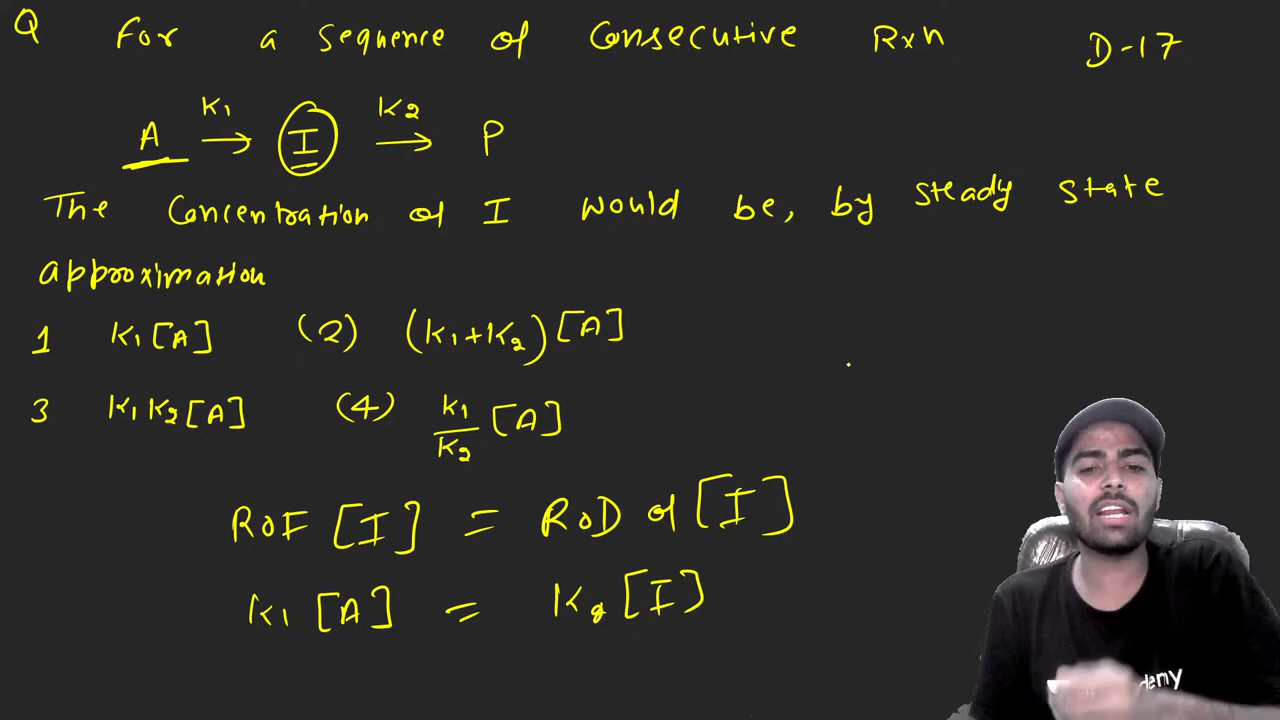 Q For a sequence of Consecutive Rxn D-17
A K1→ I K2→ P
The Concentration of I would be, by steady state
approximation
1 K1[A] (2) (K1+K2)[A]
3 K1K2[A] (4) K1/K2 [A]
ROF [I] = ROD of [I]
K1 [A] = K2 [I]
demy